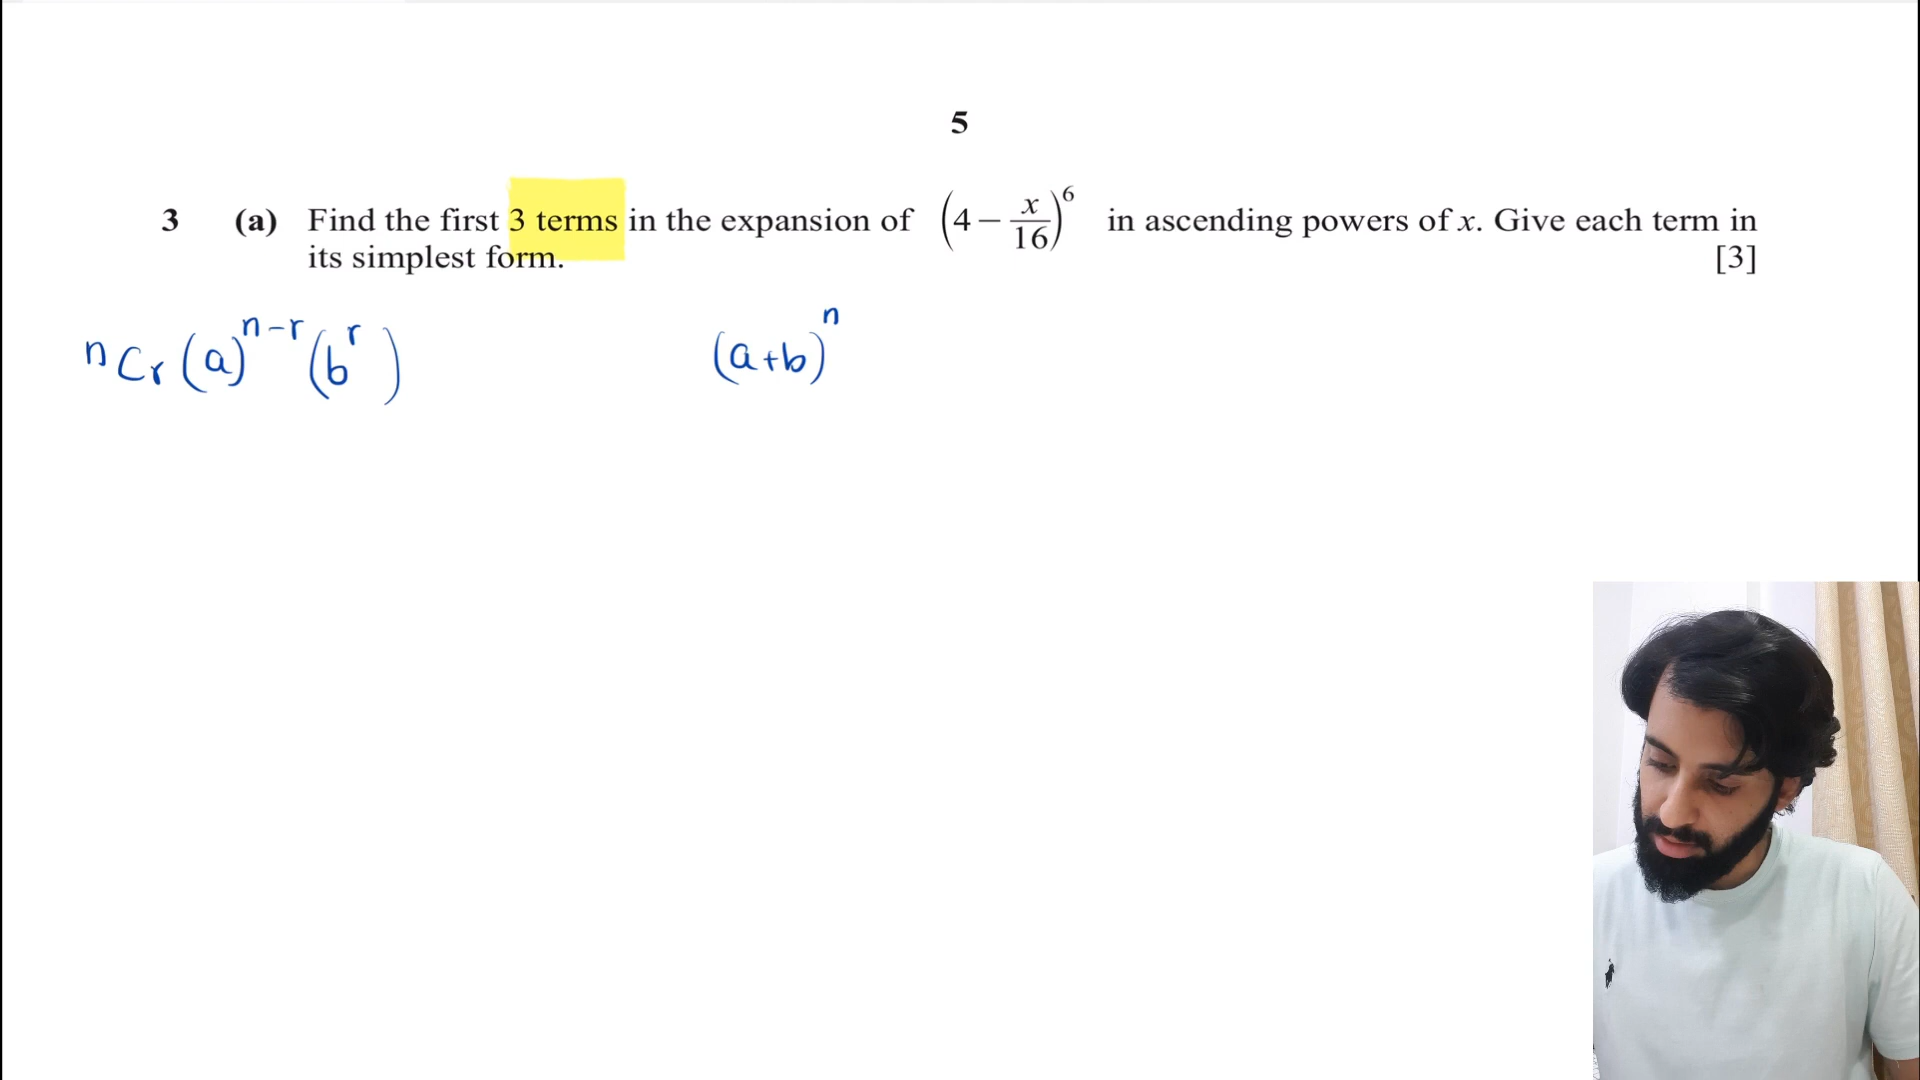 5
3 (a) Find the first 3 terms in the expansion of (4 − x/16)⁶ in ascending powers of x. Give each term in
its simplest form. [3]
ⁿCr (a)ⁿ⁻ʳ (bʳ) (a+b)ⁿ